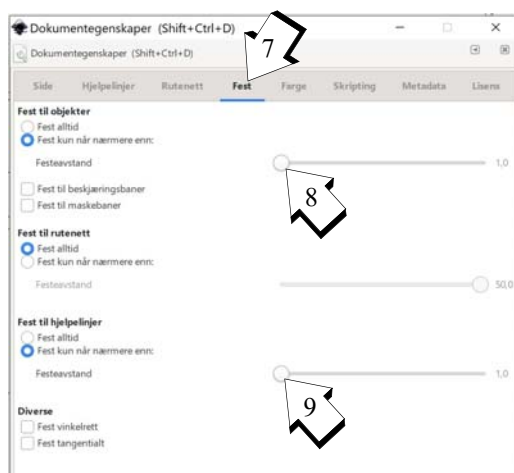 Dokumentegenskaper (Shift+Ctrl+D)
Dokumentegenskaper (Shift+Ctrl+D)
7
Side Hjelpelinjer Rutenett Fest Farge Skripting Metadata Lisens
Fest til objekter
Fest alltid
Fest kun når nærmere enn:
Festeavstand 1,0
Fest til beskjæringsbaner
8
Fest til maskebaner
Fest til rutenett
Fest alltid
Fest kun når nærmere enn:
Festeavstand 50,0
Fest til hjelpelinjer
Fest alltid
Fest kun når nærmere enn:
Festeavstand 1,0
9
Diverse
Fest vinkelrett
Fest tangentialt